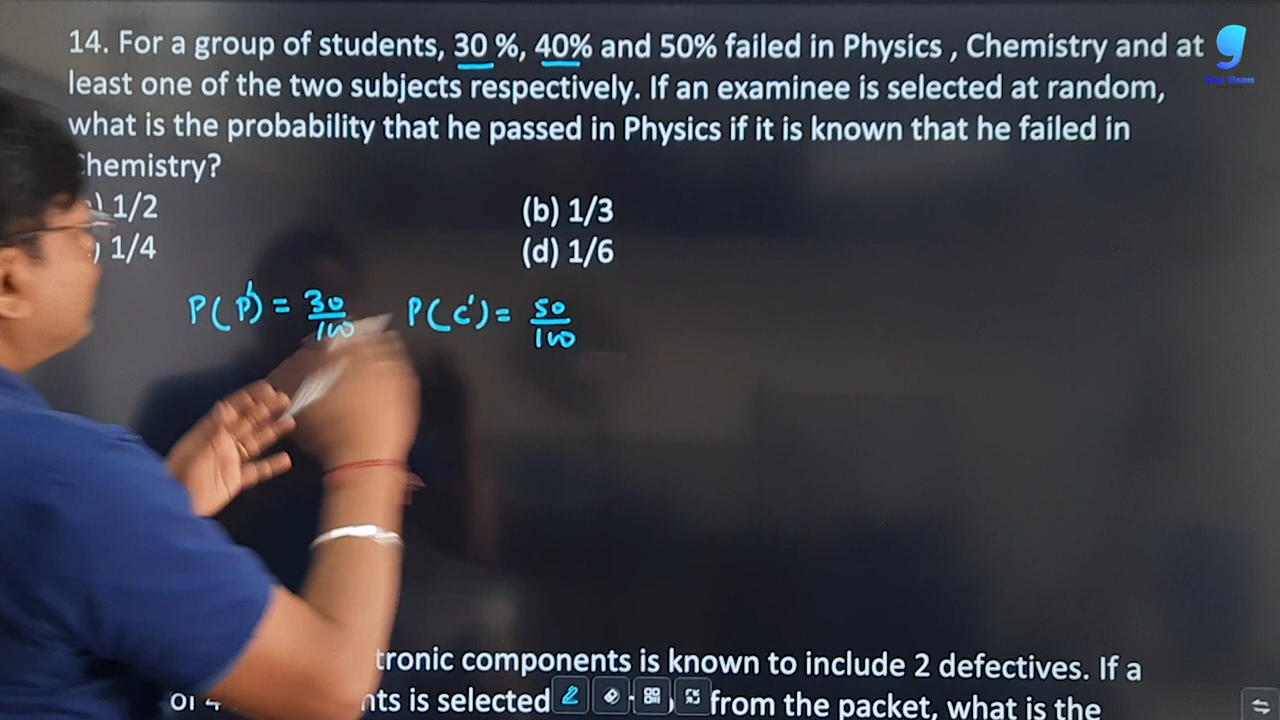 14. For a group of students, 30 %, 40% and 50% failed in Physics , Chemistry and at
least one of the two subjects respectively. If an examinee is selected at random,
what is the probability that he passed in Physics if it is known that he failed in
hemistry?
) 1/2 (b) 1/3
) 1/4 (d) 1/6
P(P') = 30/100 P(C') = 50/100
tronic components is known to include 2 defectives. If a
of 4 nts is selected from the packet, what is the